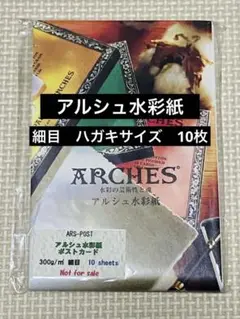 ARCHES
アルシュ水彩紙
細目　ハガキサイズ　10枚
ARCHES®
水彩の芸術性と魂
アルシュ水彩紙
ARS-POST
アルシュ水彩紙
ポストカード
300g/㎡ 細目 10 sheets
Not for sale